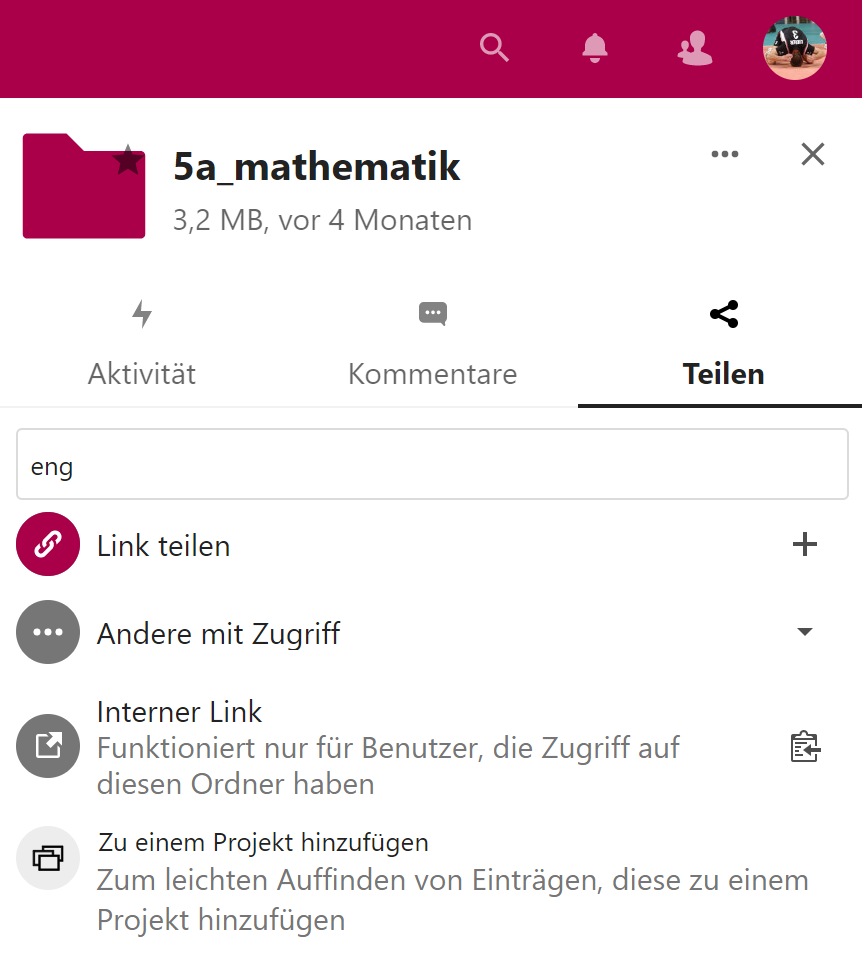 5a_mathematik
3,2 MB, vor 4 Monaten
Aktivität
Kommentare
Teilen
eng
Link teilen
Andere mit Zugriff
Interner Link
Funktioniert nur für Benutzer, die Zugriff auf
diesen Ordner haben
Zu einem Projekt hinzufügen
Zum leichten Auffinden von Einträgen, diese zu einem
Projekt hinzufügen